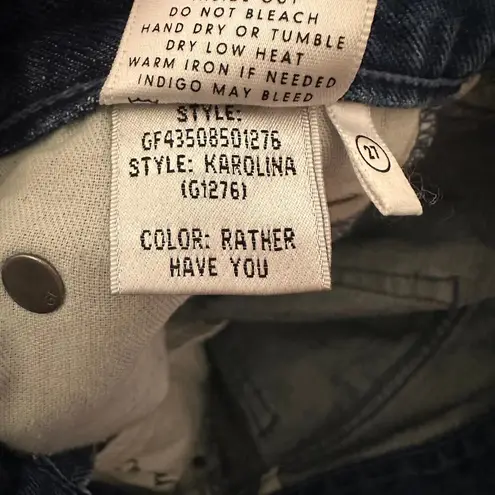 DO NOT BLEACH
HAND DRY OR TUMBLE
DRY LOW HEAT
WARM IRON IF NEEDED
INDIGO MAY BLEED
STYLE:
GF43508501276
STYLE: KAROLINA
(G1276)
COLOR: RATHER
HAVE YOU
27